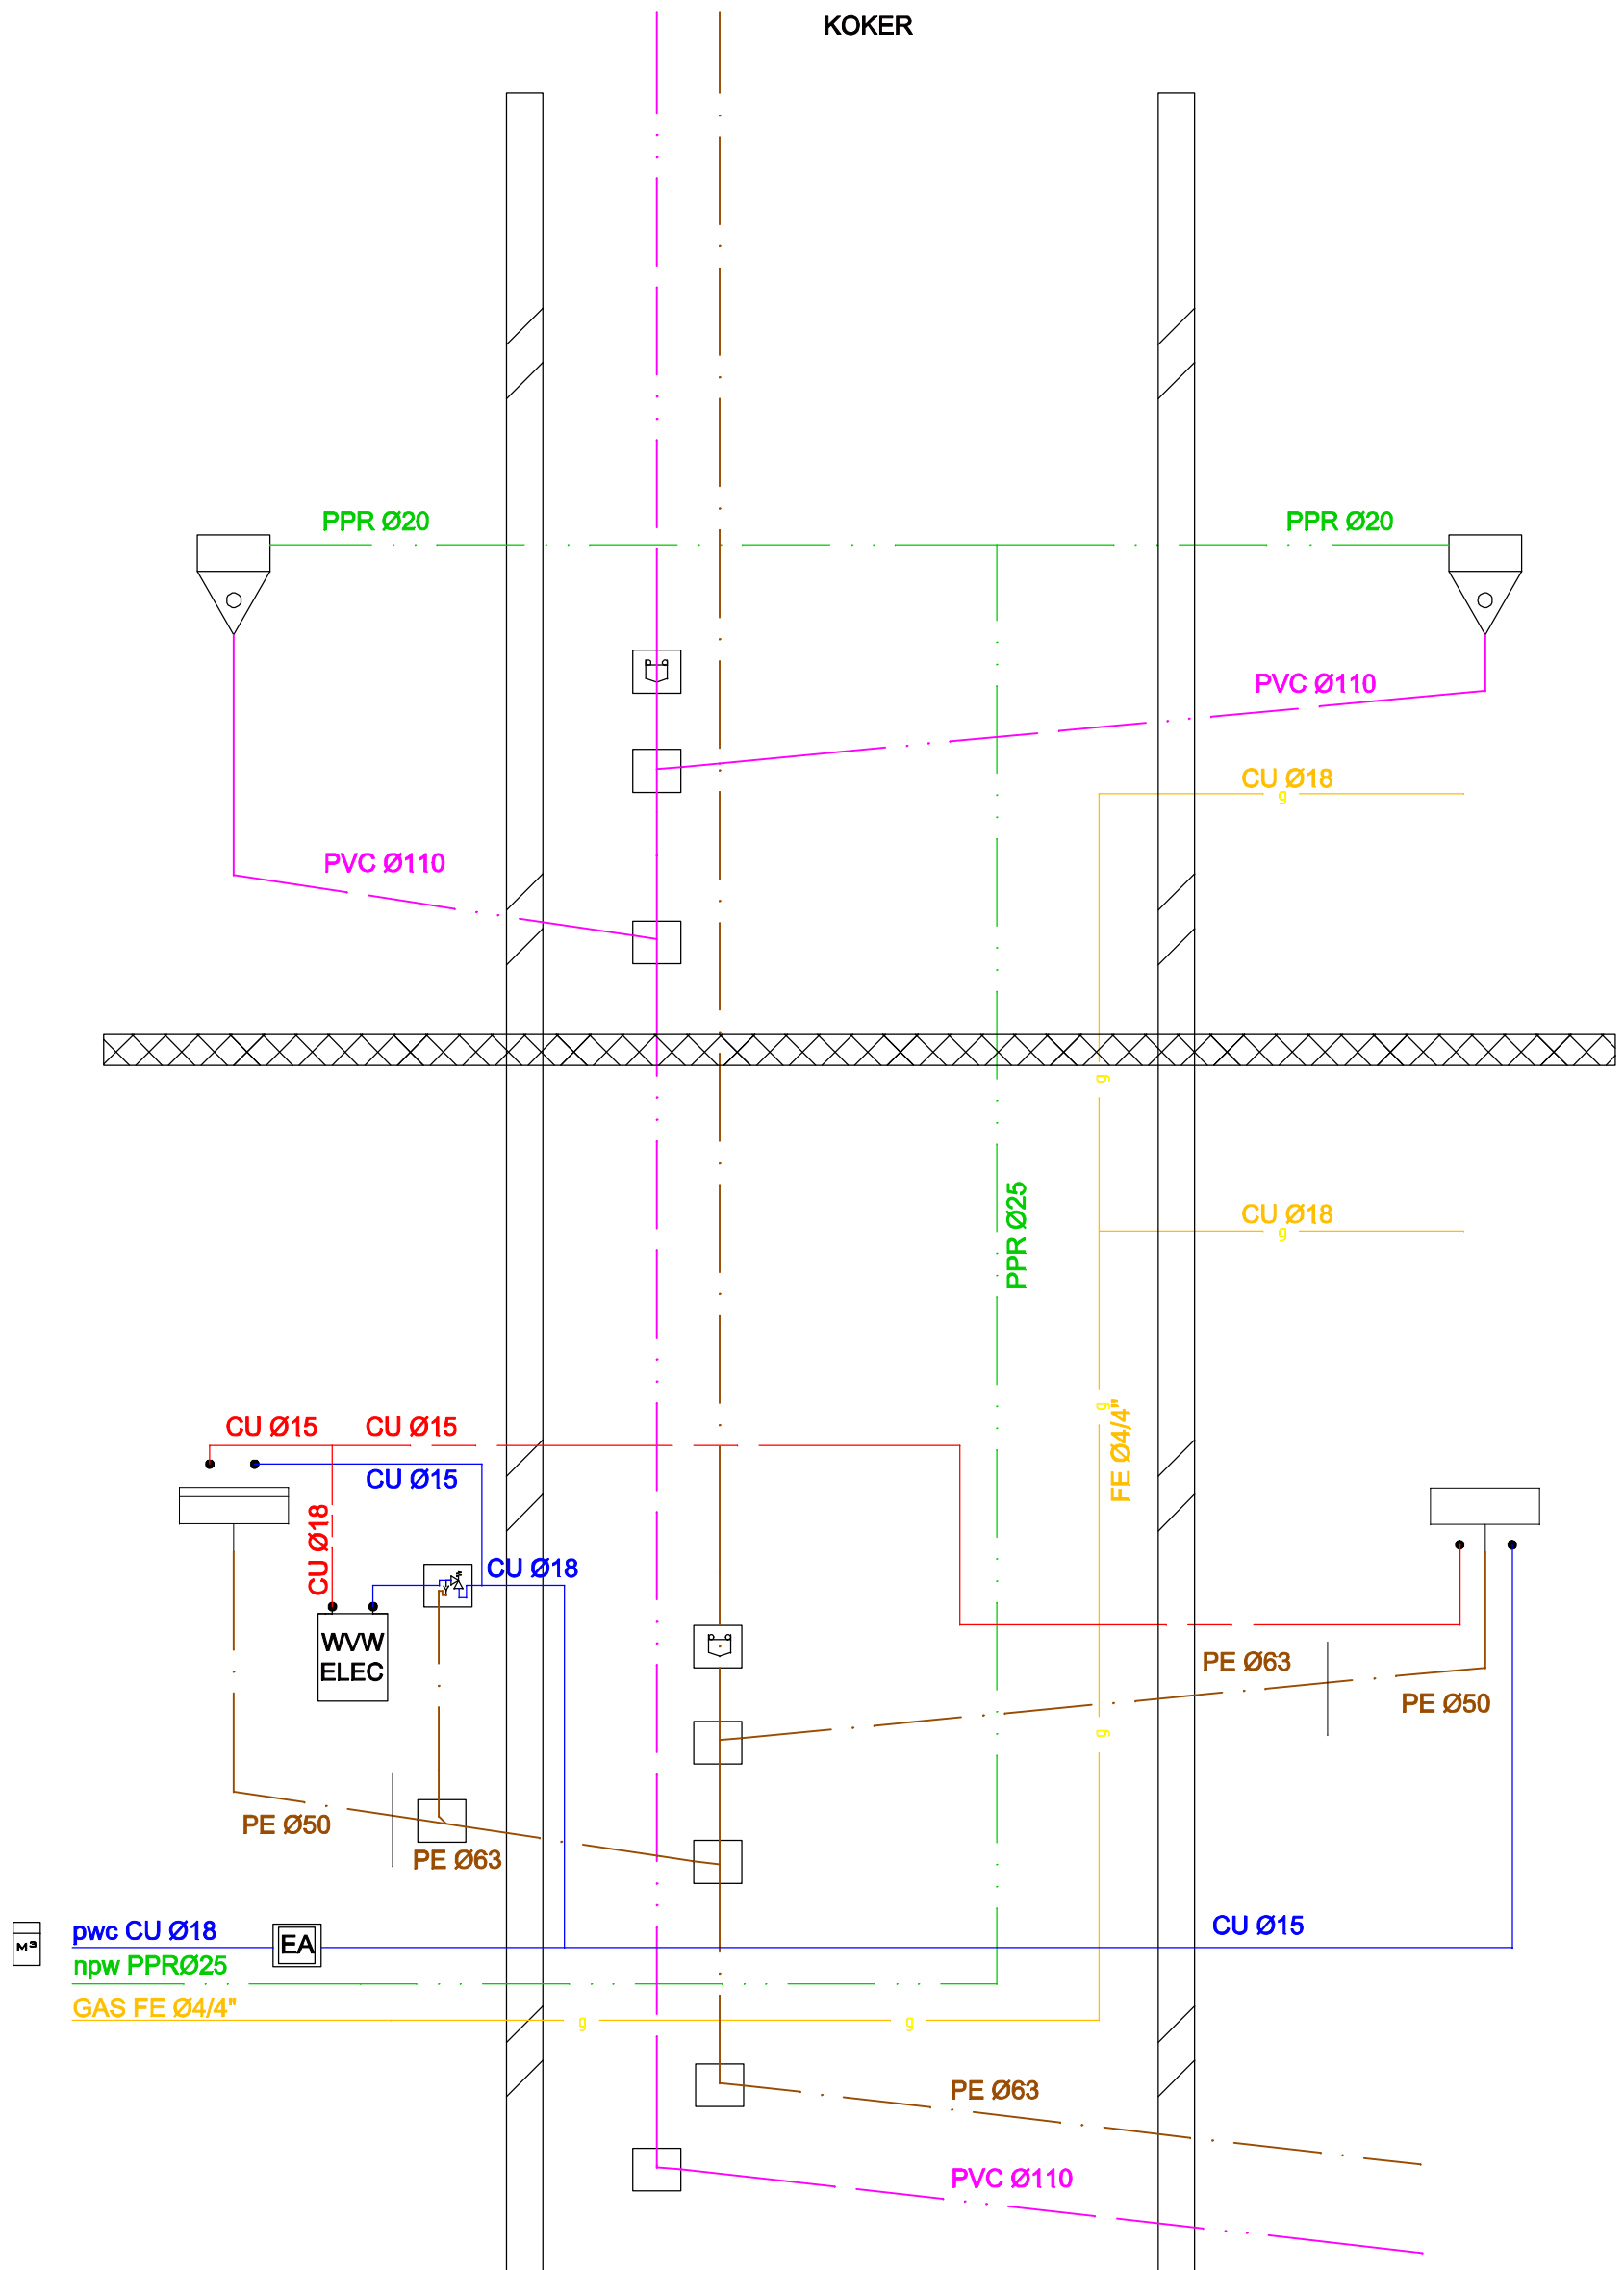 KOKER
PPR Ø20
PPR Ø20
PVC Ø110
CU Ø18
g
PVC Ø110
g
PPR Ø25
CU Ø18
g
g
FE Ø4/4"
CU Ø15
CU Ø15
CU Ø15
CU Ø18
CU Ø18
WVW
ELEC
PE Ø63
PE Ø50
g
PE Ø50
PE Ø63
M³
pwc CU Ø18
EA
CU Ø15
npw PPRØ25
GAS FE Ø4/4"
g
g
PE Ø63
PVC Ø110